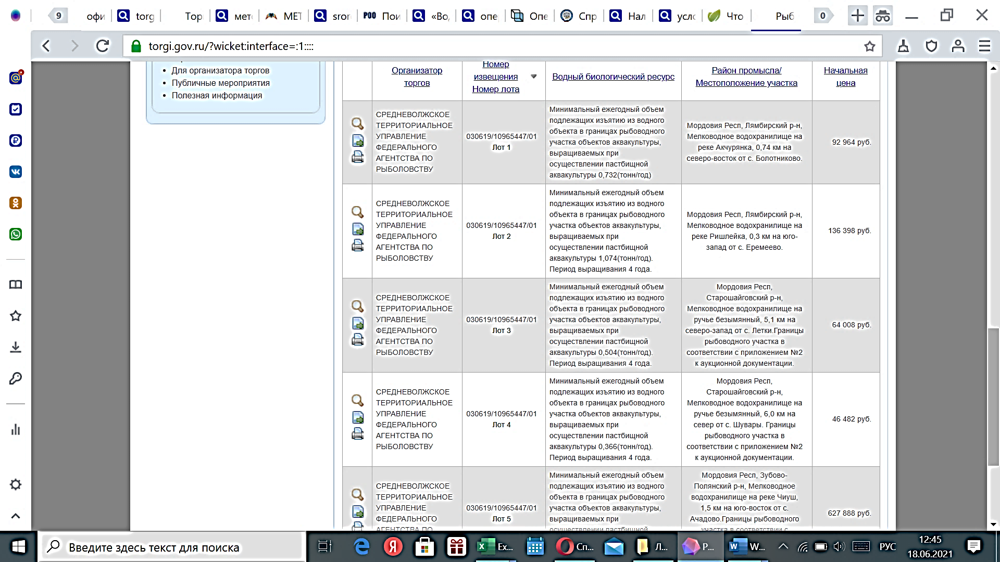 9
офи
torg
Тор
мет
МЕТ
sror
РОО
Пои
«Во
опе
Опе
Спр
Нал
усл
Что
Рыб
0
torgi.gov.ru/?wicket:interface=:1::::
Для организатора торгов
Публичные мероприятия
Полезная информация
Организатор
торгов
Номер
извещения
Номер лота
Водный биологический ресурс
Район промысла/
Местоположение участка
Начальная
цена
СРЕДНЕВОЛЖСКОЕ
ТЕРРИТОРИАЛЬНОЕ
УПРАВЛЕНИЕ
ФЕДЕРАЛЬНОГО
АГЕНТСТВА ПО
РЫБОЛОВСТВУ
030619/10965447/01
Лот 1
Минимальный ежегодный объем
подлежащих изъятию из водного
объекта в границах рыбоводного
участка объектов аквакультуры,
выращиваемых при
осуществлении пастбищной
аквакультуры 0,732(тонн/год)
Мордовия Респ, Лямбирский р-н,
Мелководное водохранилище на
реке Акчурянка, 0,74 км на
северо-восток от с. Болотниково.
92 964 руб.
СРЕДНЕВОЛЖСКОЕ
ТЕРРИТОРИАЛЬНОЕ
УПРАВЛЕНИЕ
ФЕДЕРАЛЬНОГО
АГЕНТСТВА ПО
РЫБОЛОВСТВУ
030619/10965447/01
Лот 2
Минимальный ежегодный объем
подлежащих изъятию из водного
объекта в границах рыбоводного
участка объектов аквакультуры,
выращиваемых при
осуществлении пастбищной
аквакультуры 1,074(тонн/год).
Период выращивания 4 года.
Мордовия Респ, Лямбирский р-н,
Мелководное водохранилище на
реке Ришлейка, 0,3 км на юго-
запад от с. Еремеево.
136 398 руб.
СРЕДНЕВОЛЖСКОЕ
ТЕРРИТОРИАЛЬНОЕ
УПРАВЛЕНИЕ
ФЕДЕРАЛЬНОГО
АГЕНТСТВА ПО
РЫБОЛОВСТВУ
030619/10965447/01
Лот 3
Минимальный ежегодный объем
подлежащих изъятию из водного
объекта в границах рыбоводного
участка объектов аквакультуры,
выращиваемых при
осуществлении пастбищной
аквакультуры 0,504(тонн/год).
Период выращивания 4 года.
Мордовия Респ,
Старошайговский р-н,
Мелководное водохранилище на
ручье безымянный, 5,1 км на
северо-запад от с. Летки.Границы
рыбоводного участка в
соответствии с приложением №2
к аукционной документации.
64 008 руб.
СРЕДНЕВОЛЖСКОЕ
ТЕРРИТОРИАЛЬНОЕ
УПРАВЛЕНИЕ
ФЕДЕРАЛЬНОГО
АГЕНТСТВА ПО
РЫБОЛОВСТВУ
030619/10965447/01
Лот 4
Минимальный ежегодный объем
подлежащих изъятию из водного
объекта в границах рыбоводного
участка объектов аквакультуры,
выращиваемых при
осуществлении пастбищной
аквакультуры 0,366(тонн/год).
Период выращивания 4 года.
Мордовия Респ,
Старошайговский р-н,
Мелководное водохранилище на
ручье безымянный, 6,0 км на
север от с. Шувары. Границы
рыбоводного участка в
соответствии с приложением №2
к аукционной документации.
46 482 руб.
СРЕДНЕВОЛЖСКОЕ
ТЕРРИТОРИАЛЬНОЕ
УПРАВЛЕНИЕ
ФЕДЕРАЛЬНОГО
АГЕНТСТВА ПО
030619/10965447/01
Лот 5
Минимальный ежегодный объем
подлежащих изъятию из водного
объекта в границах рыбоводного
участка объектов аквакультуры,
выращиваемых при
осуществлении пастбищной
Мордовия Респ, Зубово-
Полянский р-н, Мелководное
водохранилище на реке Чиуш,
1,5 км на юго-восток от с.
Ачадово.Границы рыбоводного
участка в соответствии с
627 888 руб.
Введите здесь текст для поиска
Ex...
Сп...
Л...
P...
W...
РУС
12:45
18.06.2021